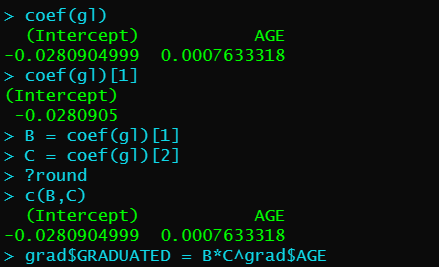 > coef(gl)
(Intercept) AGE
-0.0280904999 0.0007633318
> coef(gl)[1]
(Intercept)
-0.0280905
> B = coef(gl)[1]
> C = coef(gl)[2]
> ?round
> c(B,C)
(Intercept) AGE
-0.0280904999 0.0007633318
> grad$GRADUATED = B*C^grad$AGE